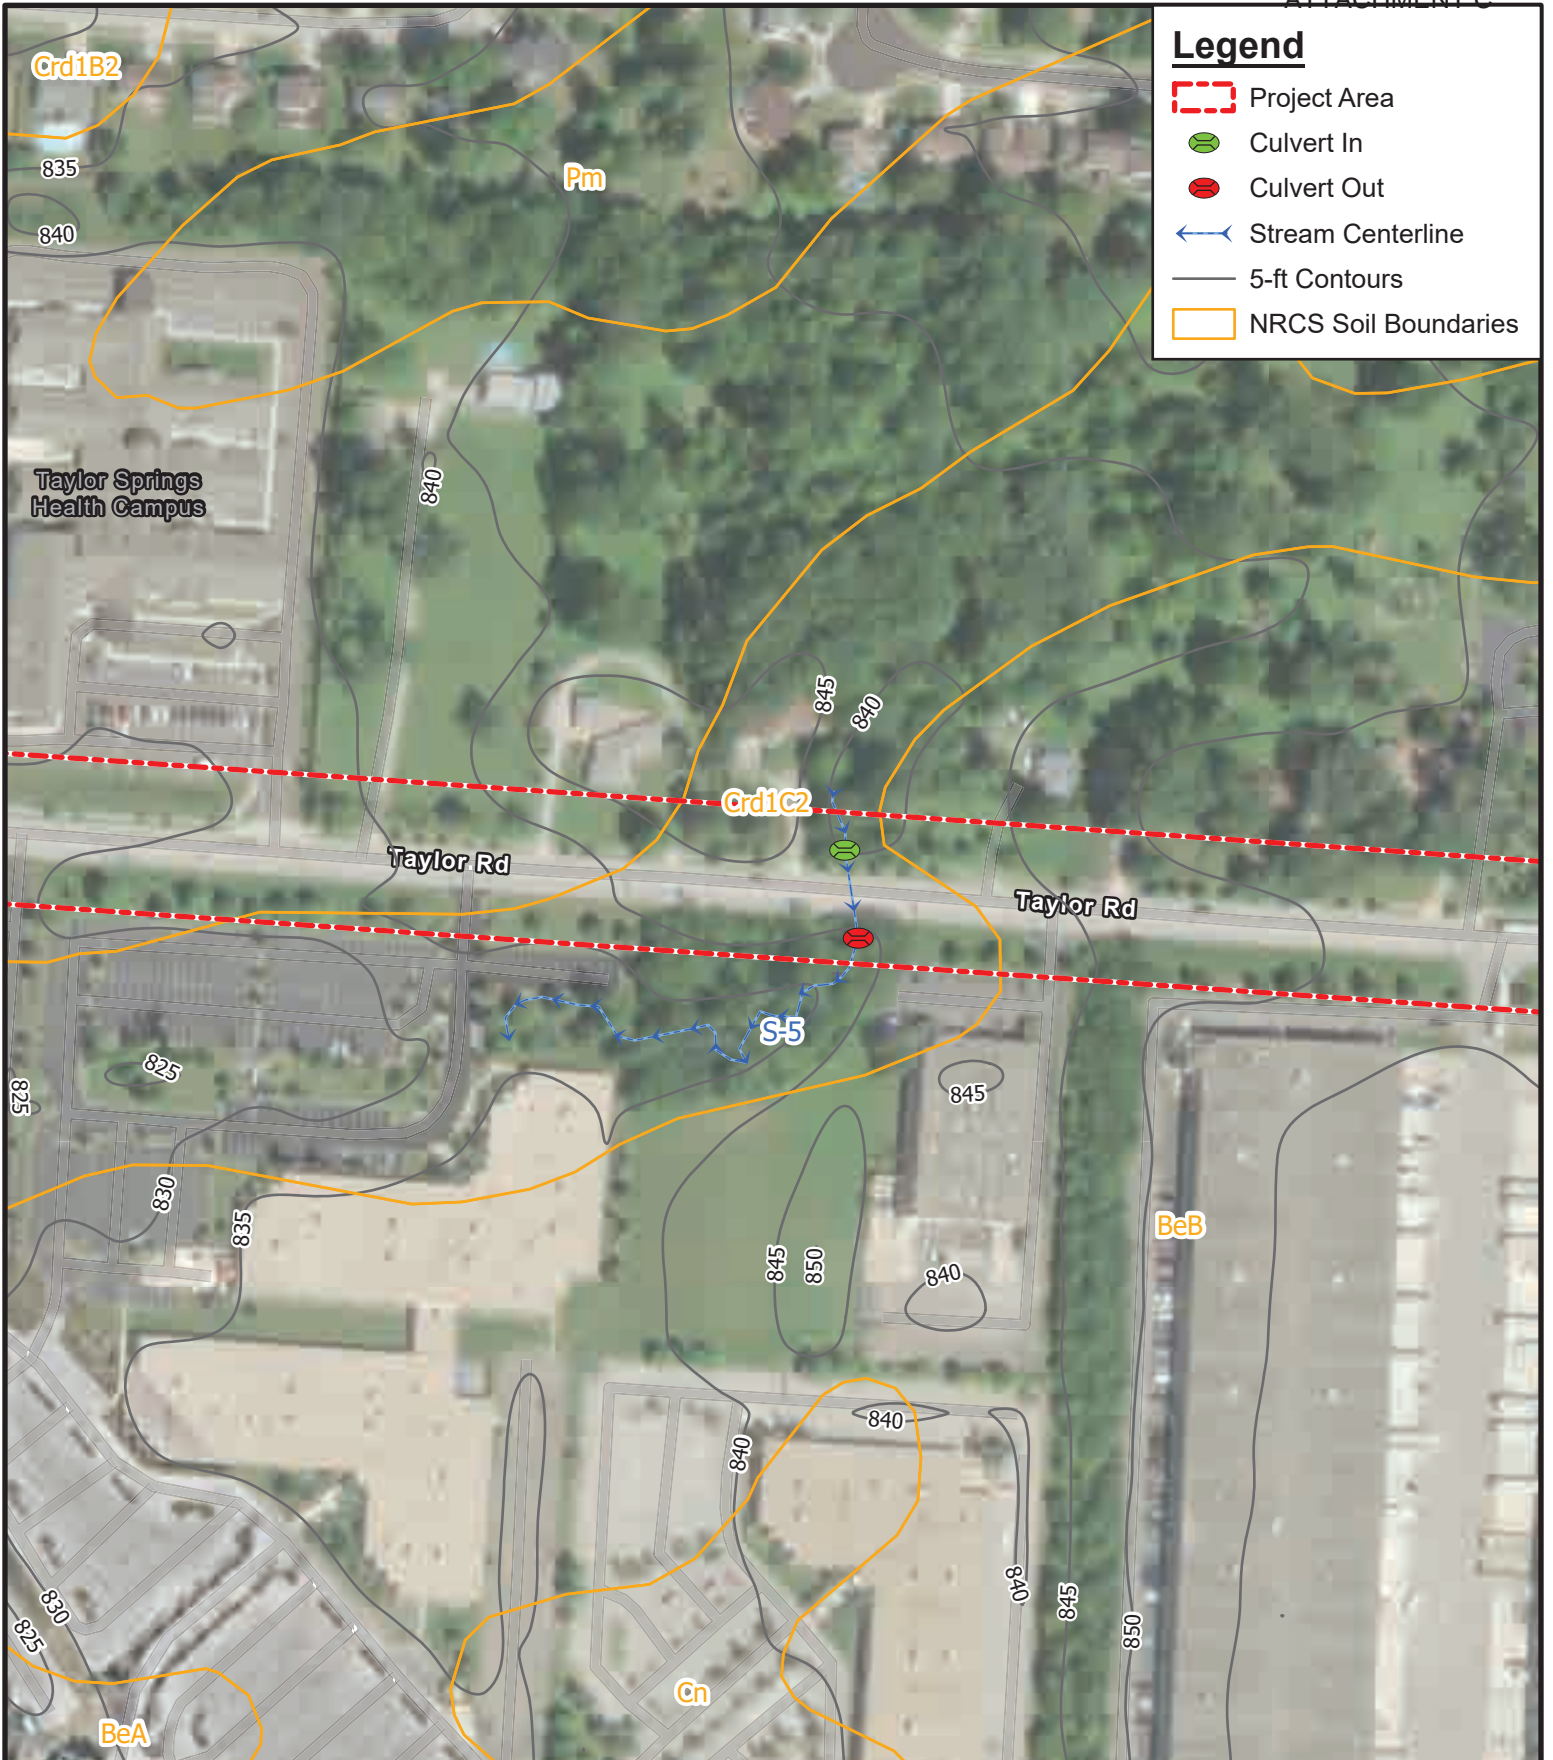 ATTACHMENT C
Legend
Project Area
Culvert In
Culvert Out
Stream Centerline
5-ft Contours
NRCS Soil Boundaries
Crd1B2
835
Pm
840
Taylor Springs
Health Campus
840
845
840
Crd1C2
Taylor Rd
Taylor Rd
S-5
825
825
845
830
835
BeB
845
850
840
840
840
830
825
840
845
850
Cn
BeA